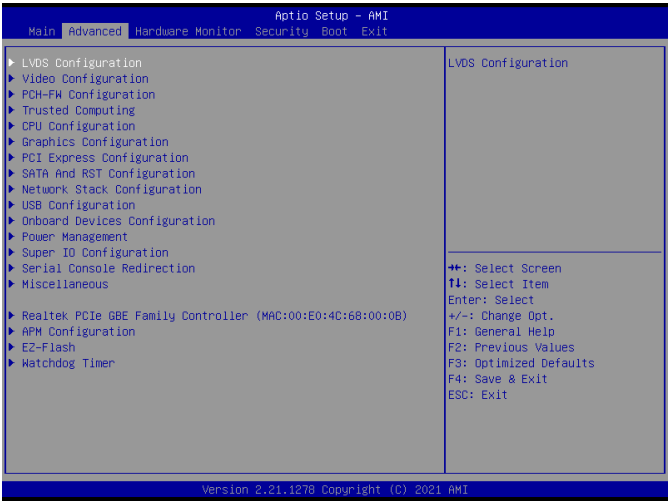 Aptio Setup – AMI
Main Advanced Hardware Monitor Security Boot Exit
▶ LVDS Configuration
▶ Video Configuration
▶ PCH-FW Configuration
▶ Trusted Computing
▶ CPU Configuration
▶ Graphics Configuration
▶ PCI Express Configuration
▶ SATA And RST Configuration
▶ Network Stack Configuration
▶ USB Configuration
▶ Onboard Devices Configuration
▶ Power Management
▶ Super IO Configuration
▶ Serial Console Redirection
▶ Miscellaneous
▶ Realtek PCIe GBE Family Controller (MAC:00:E0:4C:68:00:0B)
▶ APM Configuration
▶ EZ-Flash
▶ Watchdog Timer
LVDS Configuration
→←: Select Screen
↑↓: Select Item
Enter: Select
+/-: Change Opt.
F1: General Help
F2: Previous Values
F3: Optimized Defaults
F4: Save & Exit
ESC: Exit
Version 2.21.1278 Copyright (C) 2021 AMI